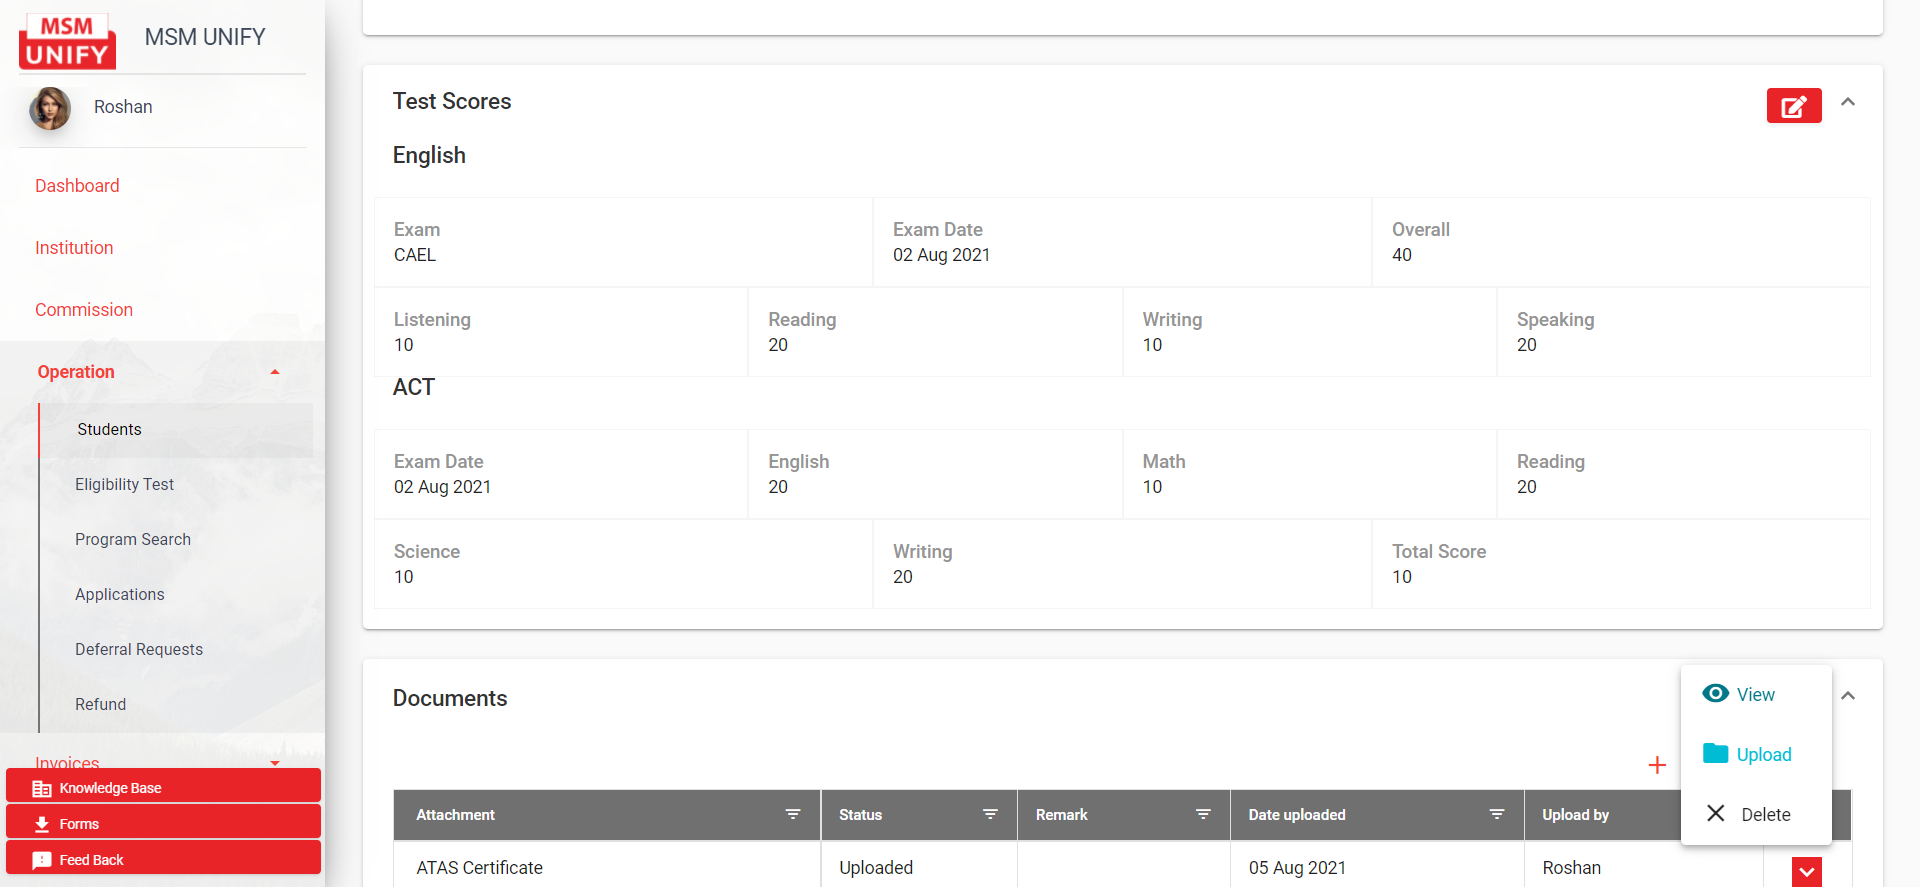 MSM
UNIFY
MSM UNIFY
Roshan
Dashboard
Institution
Commission
Operation
Students
Eligibility Test
Program Search
Applications
Deferral Requests
Refund
Invoices
Knowledge Base
Forms
Feed Back
Test Scores
English
Exam Exam Date Overall
CAEL 02 Aug 2021 40
Listening Reading Writing Speaking
10 20 10 20
ACT
Exam Date English Math Reading
02 Aug 2021 20 10 20
Science Writing Total Score
10 20 10
Documents
View
Upload
Delete
Attachment Status Remark Date uploaded Upload by
ATAS Certificate Uploaded 05 Aug 2021 Roshan